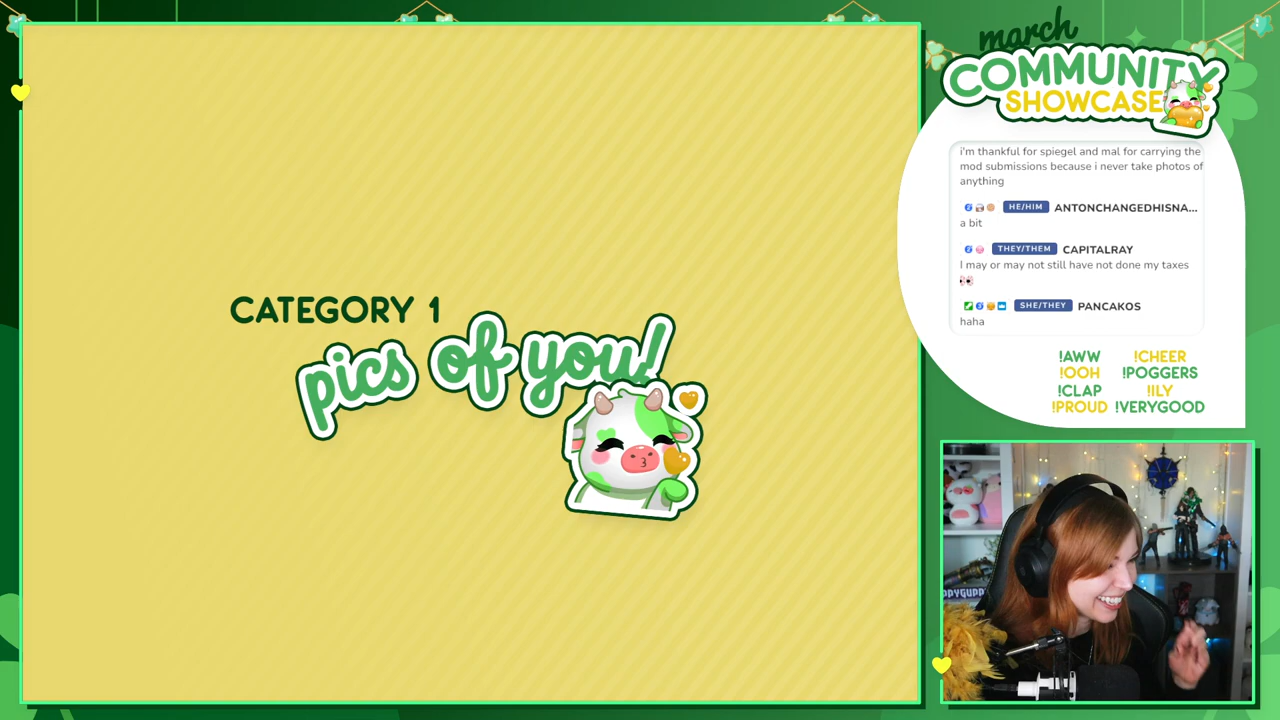 march
COMMUNITY
SHOWCASE
i'm thankful for spiegel and mal for carrying the
mod submissions because i never take photos of
anything
HE/HIM ANTONCHANGEDHISNA...
a bit
THEY/THEM CAPITALRAY
I may or may not still have not done my taxes
SHE/THEY PANCAKOS
haha
!AWW !CHEER
!OOH !POGGERS
!CLAP !ILY
!PROUD !VERYGOOD
CATEGORY 1
pics of you!